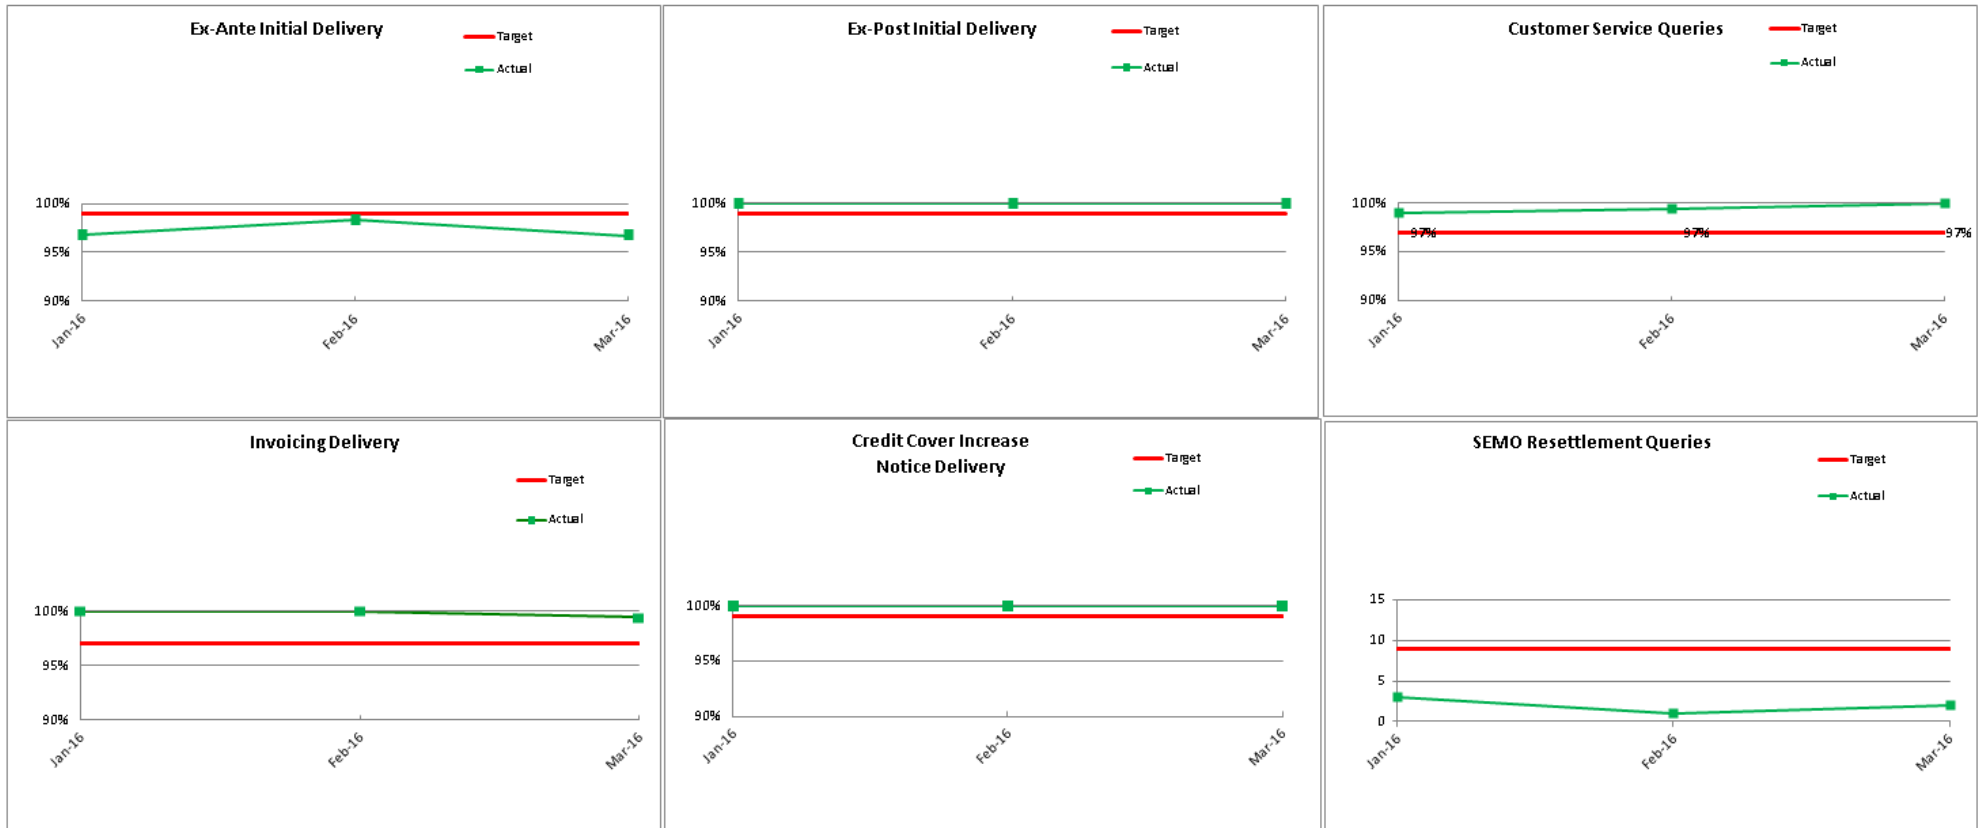 Ex-Ante Initial Delivery
Target
Actual
100%
95%
90%
Jan-16
Feb-16
Mar-16
Ex-Post Initial Delivery
Target
Actual
100%
95%
90%
Jan-16
Feb-16
Mar-16
Customer Service Queries
Target
Actual
100%
97%
97%
97%
95%
90%
Jan-16
Feb-16
Mar-16
Invoicing Delivery
Target
Actual
100%
95%
90%
Jan-16
Feb-16
Mar-16
Credit Cover Increase
Notice Delivery
Target
Actual
100%
95%
90%
Jan-16
Feb-16
Mar-16
SEMO Resettlement Queries
Target
Actual
15
10
5
0
Jan-16
Feb-16
Mar-16